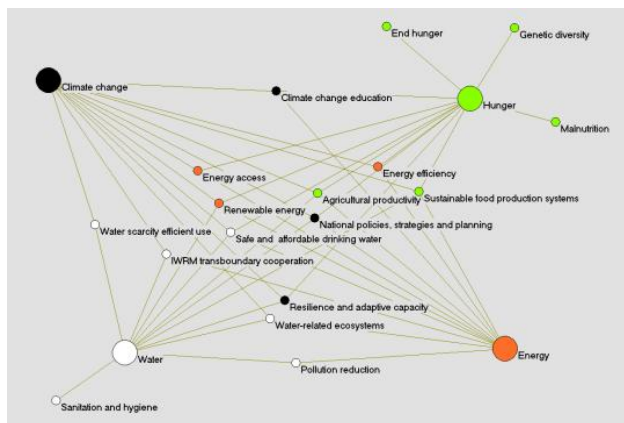 End hunger
Genetic diversity
Climate change
Climate change education
Hunger
Malnutrition
Energy access
Energy efficiency
Agricultural productivity
Sustainable food production systems
Renewable energy
National policies, strategies and planning
Water scarcity efficient use
Safe and affordable drinking water
IWRM transboundary cooperation
Resilience and adaptive capacity
Water-related ecosystems
Water
Energy
Pollution reduction
Sanitation and hygiene